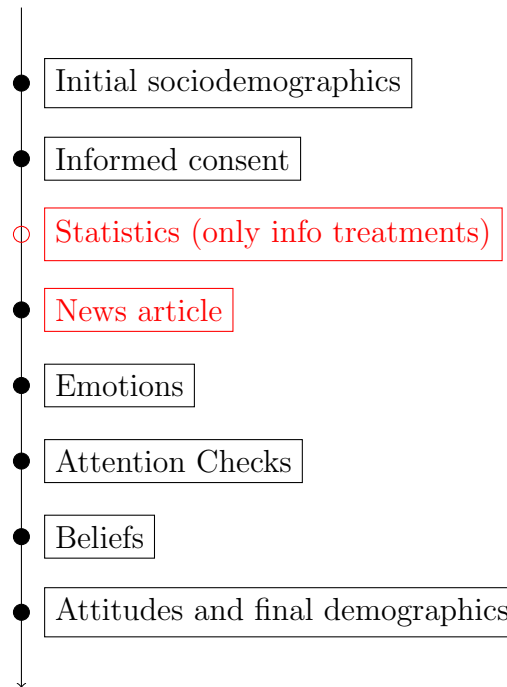 Initial sociodemographics
Informed consent
Statistics (only info treatments)
News article
Emotions
Attention Checks
Beliefs
Attitudes and final demographics